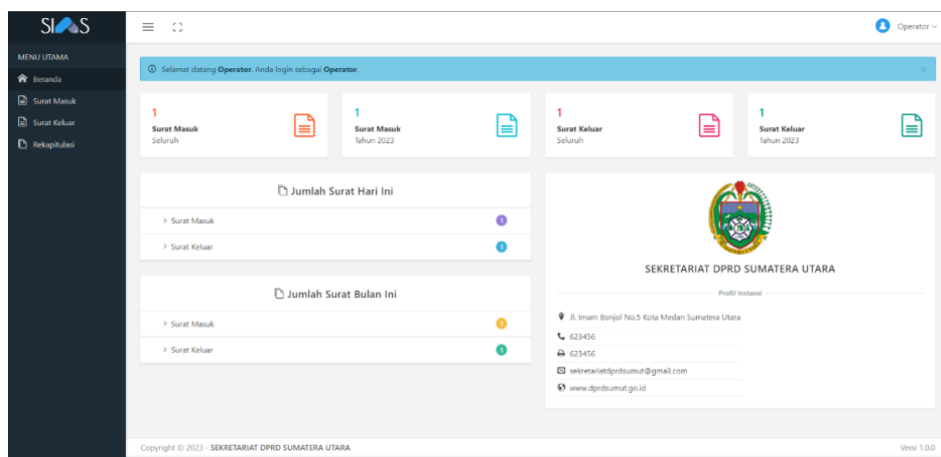 SIAS
Operator
MENU UTAMA
Beranda
Surat Masuk
Surat Keluar
Rekapitulasi
Selamat datang Operator. Anda login sebagai Operator.
1
Surat Masuk
Seluruh
1
Surat Masuk
Tahun 2023
1
Surat Keluar
Seluruh
1
Surat Keluar
Tahun 2023
Jumlah Surat Hari Ini
Surat Masuk 1
Surat Keluar 1
Jumlah Surat Bulan Ini
Surat Masuk 1
Surat Keluar 1
SEKRETARIAT DPRD SUMATERA UTARA
Profil Instansi
Jl. Imam Bonjol No.5 Kota Medan Sumatera Utara
623456
623456
sekretariatdprdsumut@gmail.com
www.dprdsumut.go.id
Copyright © 2023 - SEKRETARIAT DPRD SUMATERA UTARA
Versi 1.0.0